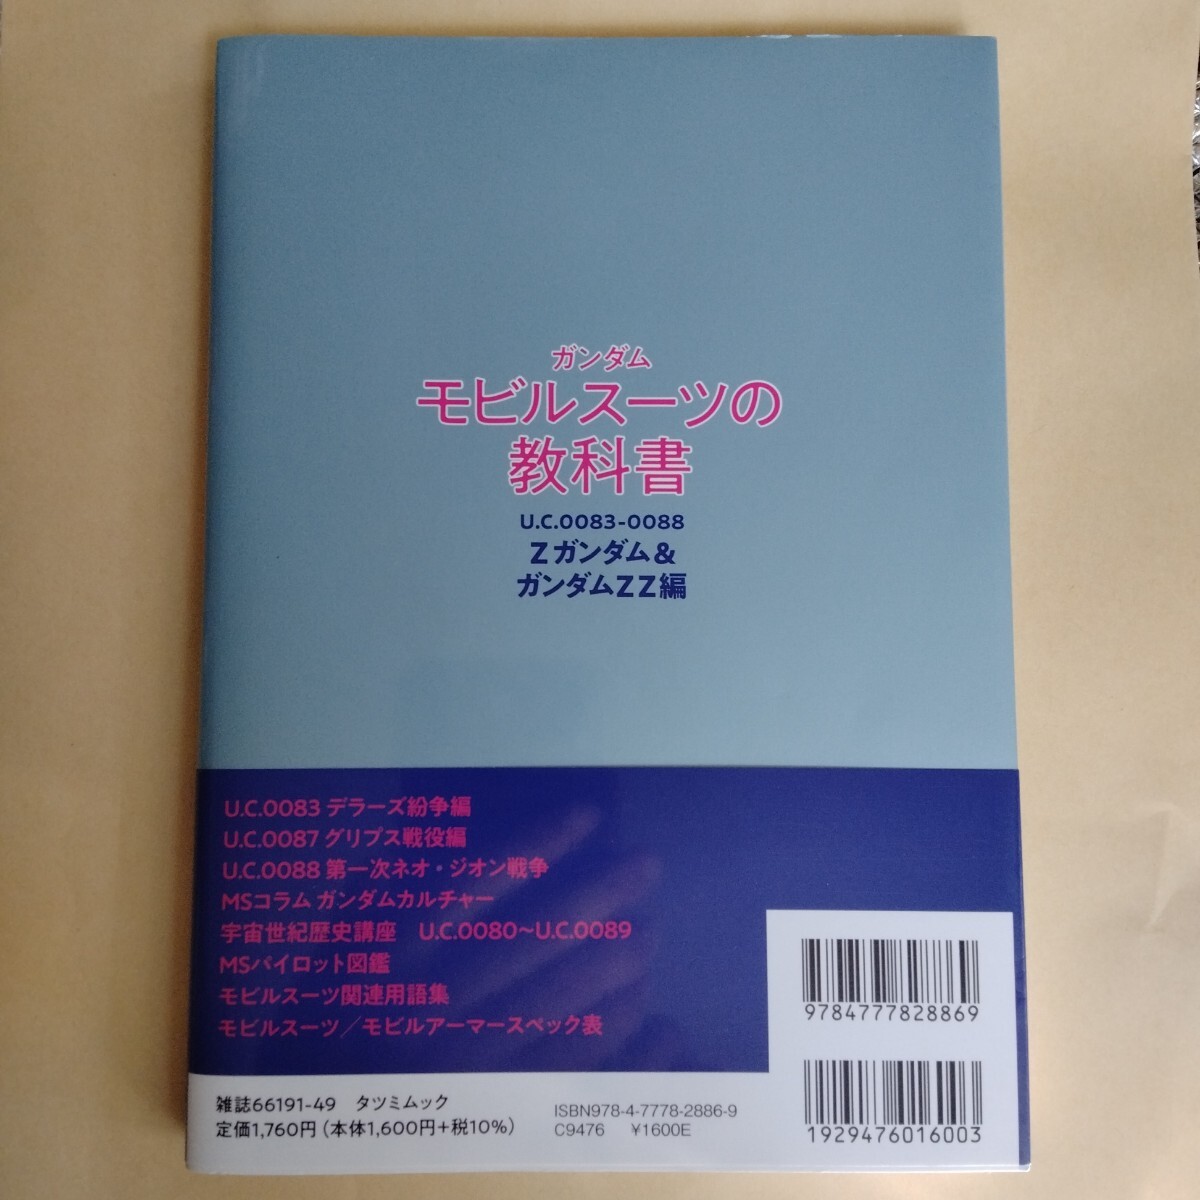 ガンダム
モビルスーツの
教科書
U.C.0083-0088
Zガンダム&
ガンダムZZ編
U.C.0083 デラーズ紛争編
U.C.0087 グリプス戦役編
U.C.0088 第一次ネオ・ジオン戦争
MSコラム ガンダムカルチャー
宇宙世紀歴史講座 U.C.0080〜U.C.0089
MSパイロット図鑑
モビルスーツ関連用語集
モビルスーツ／モビルアーマースペック表
9784777828869
1929476016003
雑誌66191-49 タツミムック
定価1,760円（本体1,600円+税10%）
ISBN978-4-7778-2886-9
C9476 ¥1600E